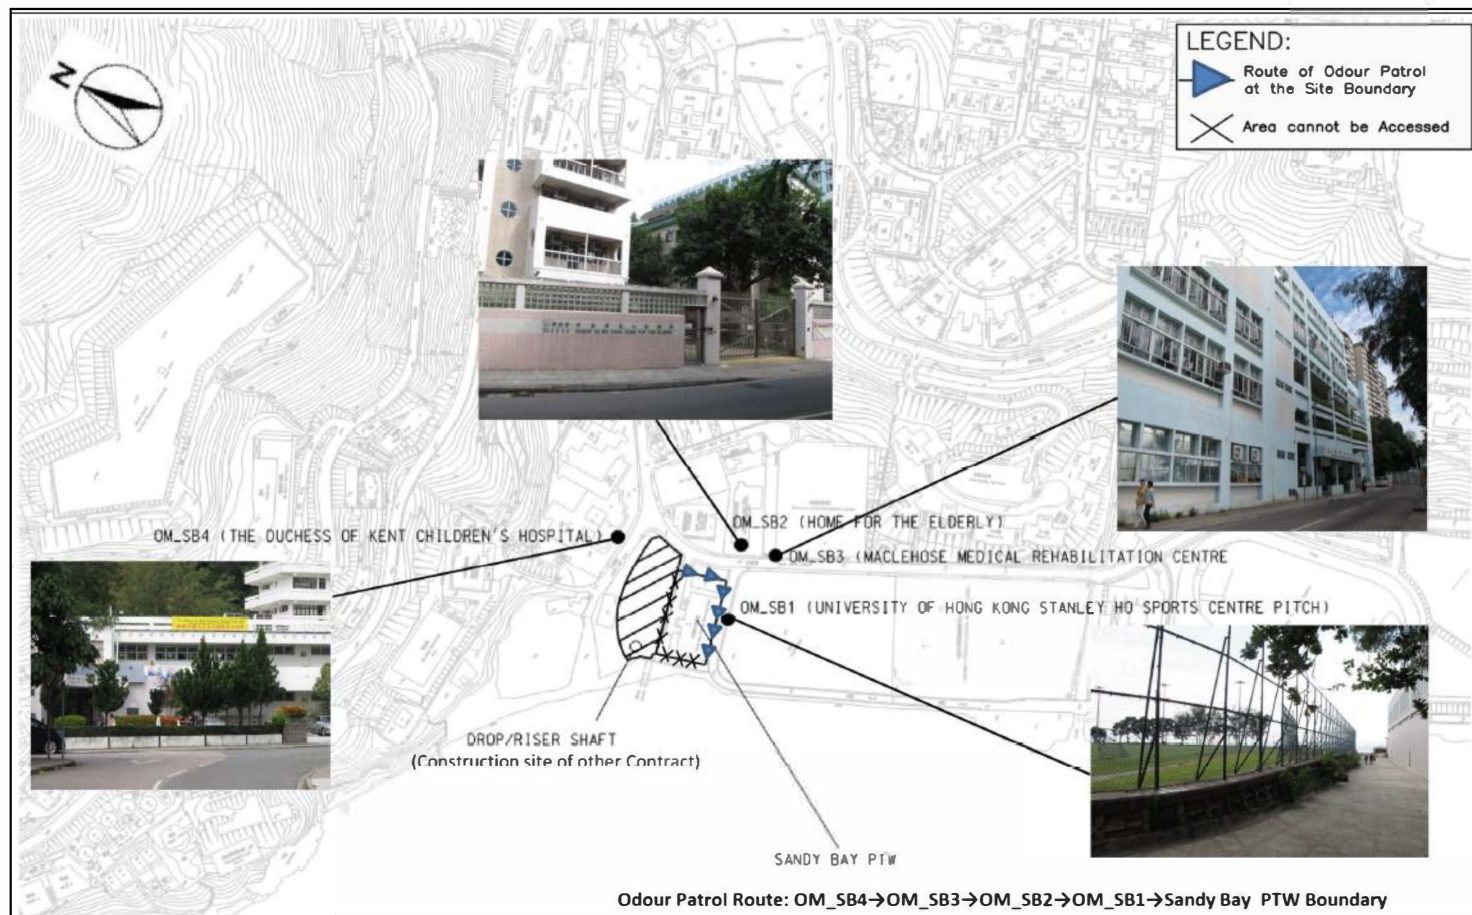 LEGEND:
Route of Odour Patrol
at the Site Boundary
Area cannot be Accessed
N
OM_SB2 (HOME FOR THE ELDERLY)
OM_SB4 (THE DUCHESS OF KENT CHILDREN'S HOSPITAL)
OM_SB3 (MACLEHOSE MEDICAL REHABILITATION CENTRE
OM_SB1 (UNIVERSITY OF HONG KONG STANLEY HO SPORTS CENTRE PITCH)
DROP/RISER SHAFT
(Construction site of other Contract)
SANDY BAY PTW
Odour Patrol Route: OM_SB4→OM_SB3→OM_SB2→OM_SB1→Sandy Bay PTW Boundary